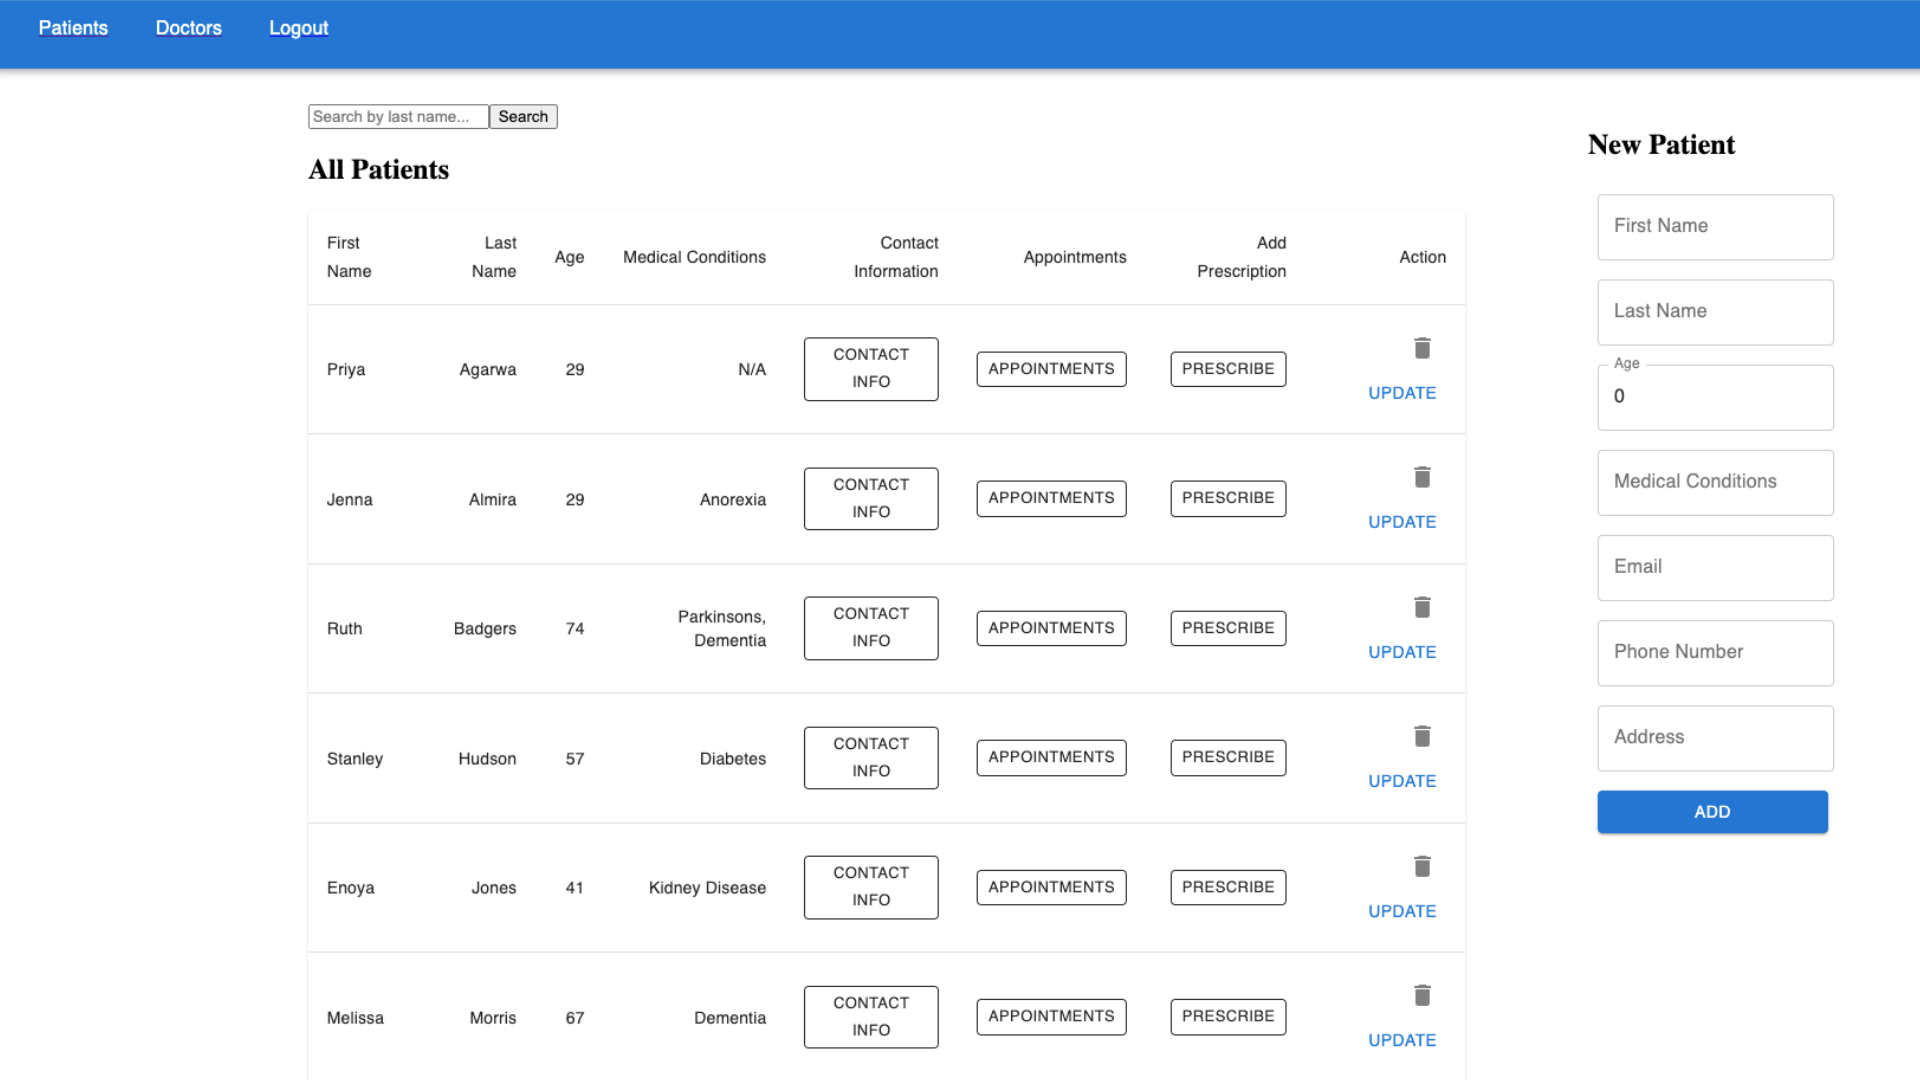 Patients Doctors Logout
Search by last name... Search
All Patients
First Name Last Name Age Medical Conditions Contact Information Appointments Add Prescription Action
Priya Agarwa 29 N/A CONTACT INFO APPOINTMENTS PRESCRIBE UPDATE
Jenna Almira 29 Anorexia CONTACT INFO APPOINTMENTS PRESCRIBE UPDATE
Ruth Badgers 74 Parkinsons, Dementia CONTACT INFO APPOINTMENTS PRESCRIBE UPDATE
Stanley Hudson 57 Diabetes CONTACT INFO APPOINTMENTS PRESCRIBE UPDATE
Enoya Jones 41 Kidney Disease CONTACT INFO APPOINTMENTS PRESCRIBE UPDATE
Melissa Morris 67 Dementia CONTACT INFO APPOINTMENTS PRESCRIBE UPDATE
New Patient
First Name
Last Name
Age
0
Medical Conditions
Email
Phone Number
Address
ADD